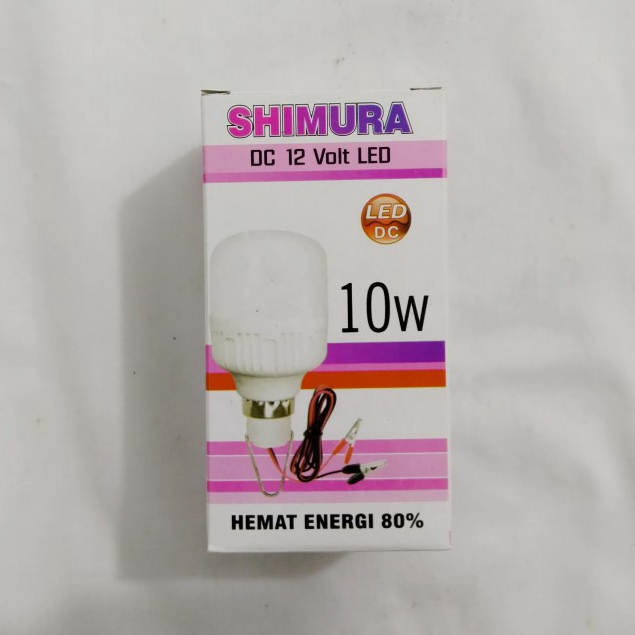 SHIMURA
DC 12 Volt LED
LED
DC
10W
HEMAT ENERGI 80%